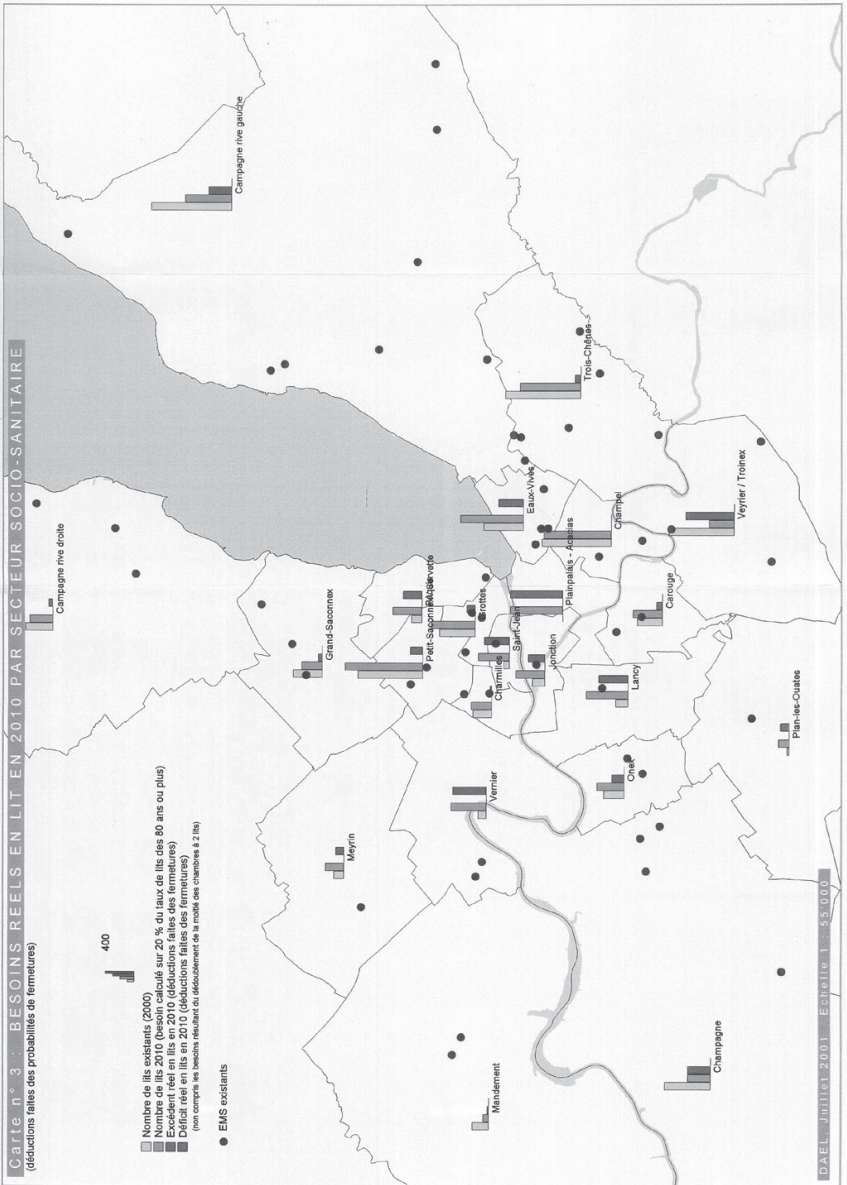 Carte n° 3 : BESOINS REELS EN LIT EN 2010 PAR SECTEUR SOCIO-SANITAIRE
(déductions faites des probabilités de fermetures)
400
Nombre de lits existants (2000)
Nombre de lits 2010 (besoin calculé sur 20 % du taux de lits des 80 ans ou plus)
Excédent réel en lits en 2010 (déductions faites des fermetures)
Déficit réel en lits en 2010 (déductions faites des fermetures)
(non compris les besoins résultant du dédoublement de la moitié des chambres à 2 lits)
EMS existants
Campagne rive droite
Campagne rive gauche
Grand-Saconnex
Meyrin
Petit-Saconnex
Servette
Grottes
Charmilles
Saint-Jean
Jonction
Eaux-Vives
Trois-Chênes
Champel
Plainpalais - Acacias
Vernier
Mandement
Onex
Lancy
Carouge
Veyrier / Troinex
Plan-les-Ouates
Champagne
DAEL Juillet 2001 Echelle 1 : 55'000